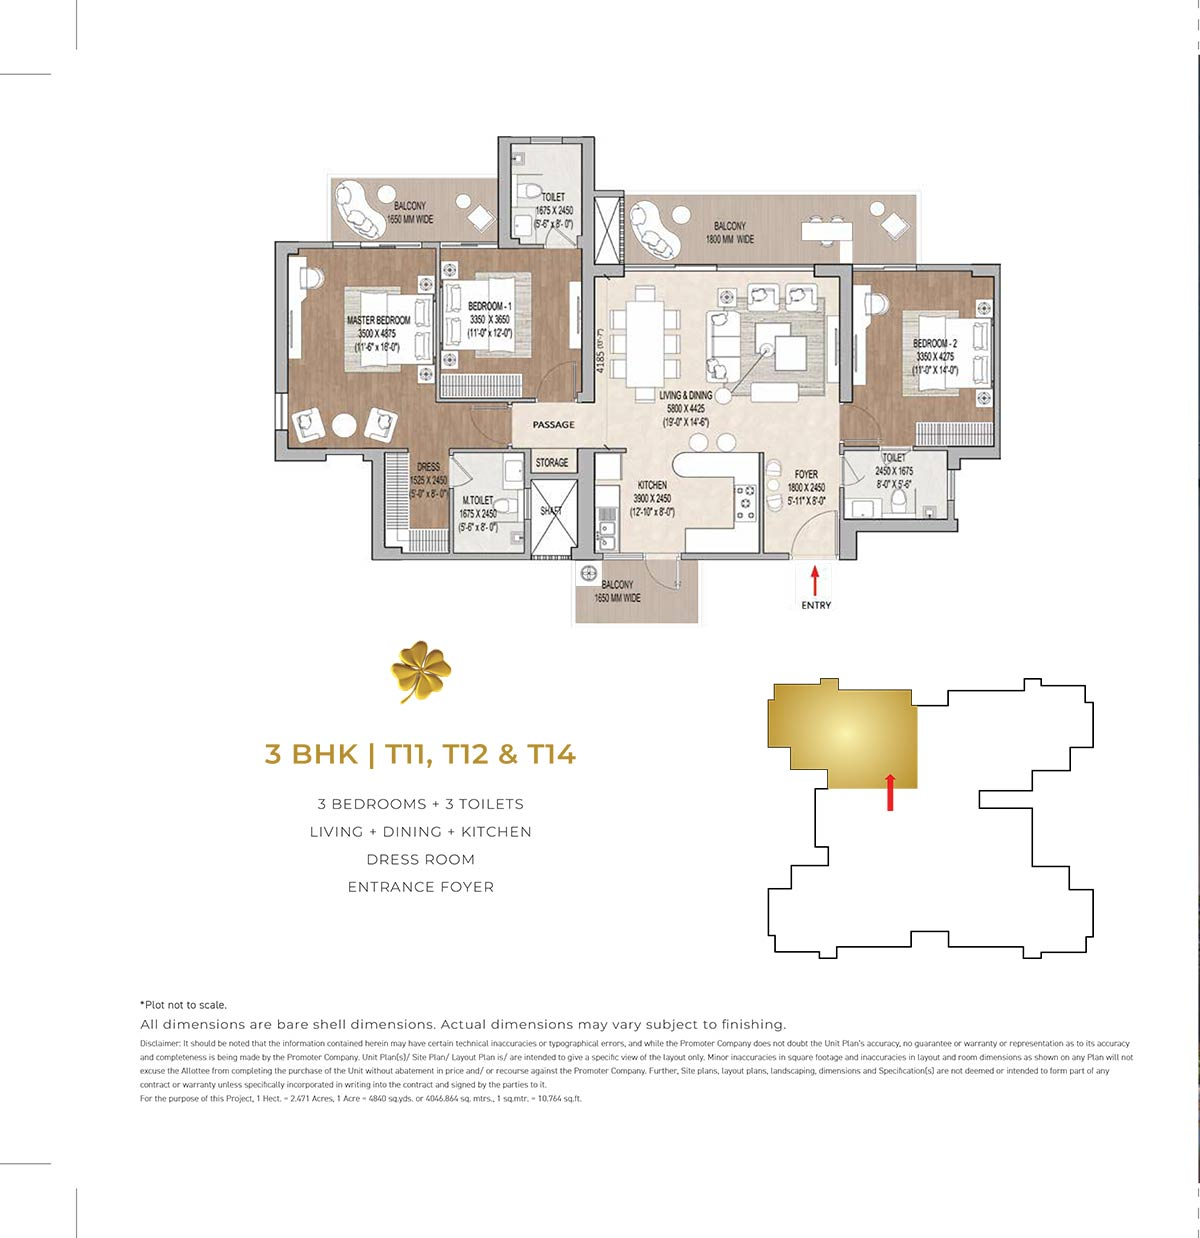 TOILET
1675 X 2450
(5'-6" x 8'- 0")
BALCONY
1650 MM WIDE
BALCONY
1800 MM WIDE
MASTER BEDROOM
3500 X 4875
(11'-6" x 16'-0")
BEDROOM - 1
3350 X 3650
(11'-0" x 12'-0")
4185 (13'-7")
BEDROOM - 2
3350 X 4275
(11'-0" X 14'-0")
LIVING & DINING
5800 X 4425
(19'-0" X 14'-6")
PASSAGE
STORAGE
DRESS
1525 X 2450
(5'-0" x 8'-0")
M.TOILET
1675 X 2450
(5'-6" x 8'- 0")
SHAFT
KITCHEN
3900 X 2450
(12'-10" x 8'-0")
FOYER
1800 X 2450
5'-11" X 8'-0"
TOILET
2450 X 1675
8'-0" X 5'-6"
BALCONY
1650 MM WIDE
ENTRY
3 BHK | T11, T12 & T14
3 BEDROOMS + 3 TOILETS
LIVING + DINING + KITCHEN
DRESS ROOM
ENTRANCE FOYER
*Plot not to scale.
All dimensions are bare shell dimensions. Actual dimensions may vary subject to finishing.
Disclaimer: It should be noted that the information contained herein may have certain technical inaccuracies or typographical errors, and while the Promoter Company does not doubt the Unit Plan's accuracy, no guarantee or warranty or representation as to its accuracy
and completeness is being made by the Promoter Company. Unit Plan(s)/ Site Plan/ Layout Plan is/ are intended to give a specific view of the layout only. Minor inaccuracies in square footage and inaccuracies in layout and room dimensions as shown on any Plan will not
excuse the Allottee from completing the purchase of the Unit without abatement in price and/ or recourse against the Promoter Company. Further, Site plans, layout plans, landscaping, dimensions and Specification(s) are not deemed or intended to form part of any
contract or warranty unless specifically incorporated in writing into the contract and signed by the parties to it.
For the purpose of this Project, 1 Hect. = 2.471 Acres, 1 Acre = 4840 sq.yds. or 4046.864 sq. mtrs., 1 sq.mtr. = 10.764 sq.ft.